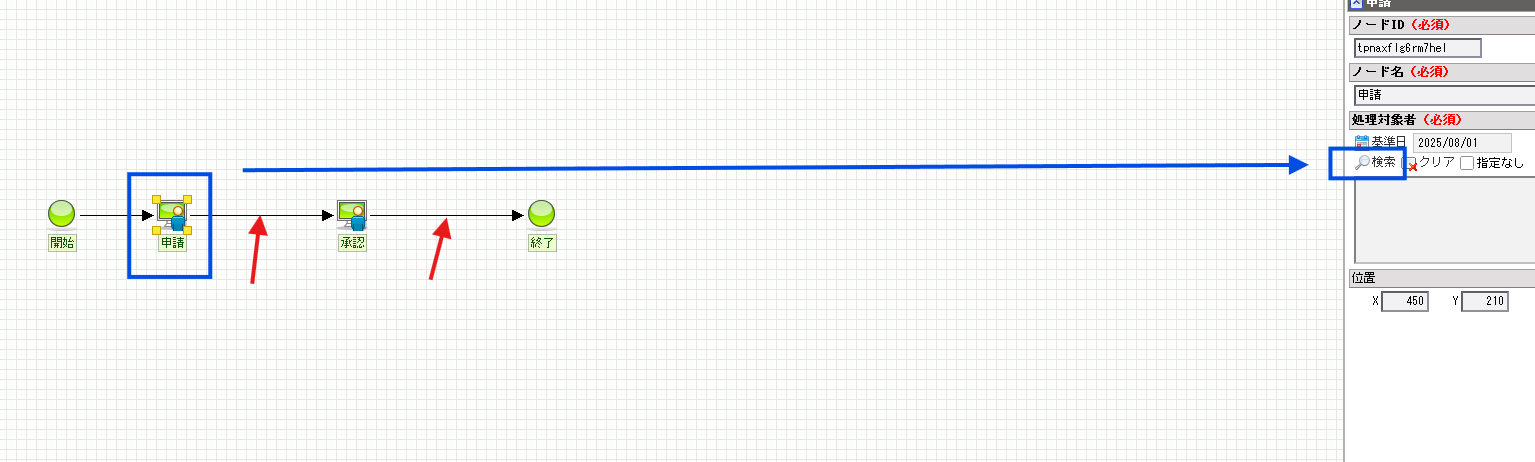 申請
ノードID(必須)
tpnaxflg6rm7hel
ノード名(必須)
申請
処理対象者(必須)
基準日 2025/08/01
検索 クリア 指定なし
開始 申請 承認 終了
位置
X 450 Y 210